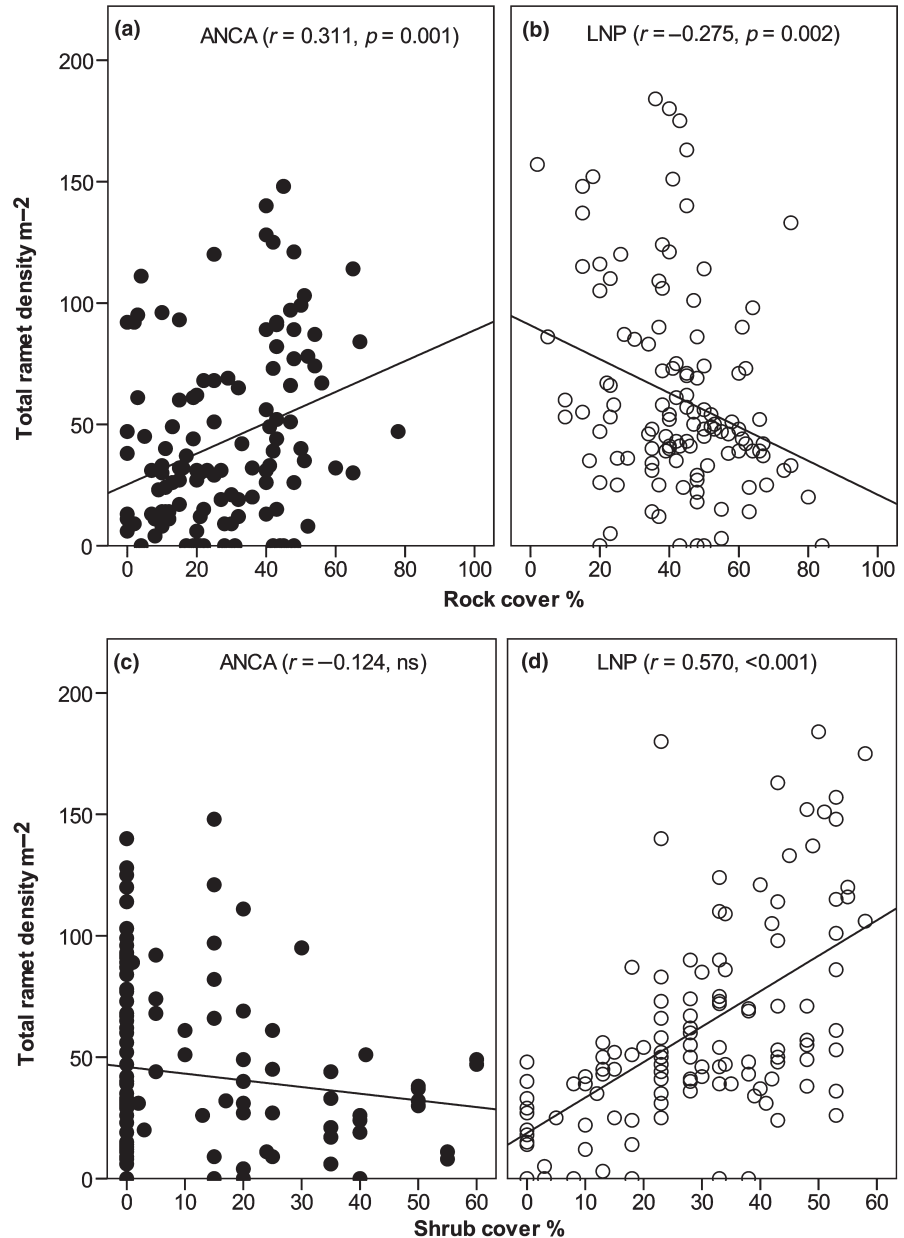 (a) ANCA (r = 0.311, p = 0.001)
(b) LNP (r = −0.275, p = 0.002)
200
150
100
50
0
Total ramet density m−2
0 20 40 60 80 100
0 20 40 60 80 100
Rock cover %
(c) ANCA (r = −0.124, ns)
(d) LNP (r = 0.570, <0.001)
200
150
100
50
0
Total ramet density m−2
0 10 20 30 40 50 60
0 10 20 30 40 50 60
Shrub cover %